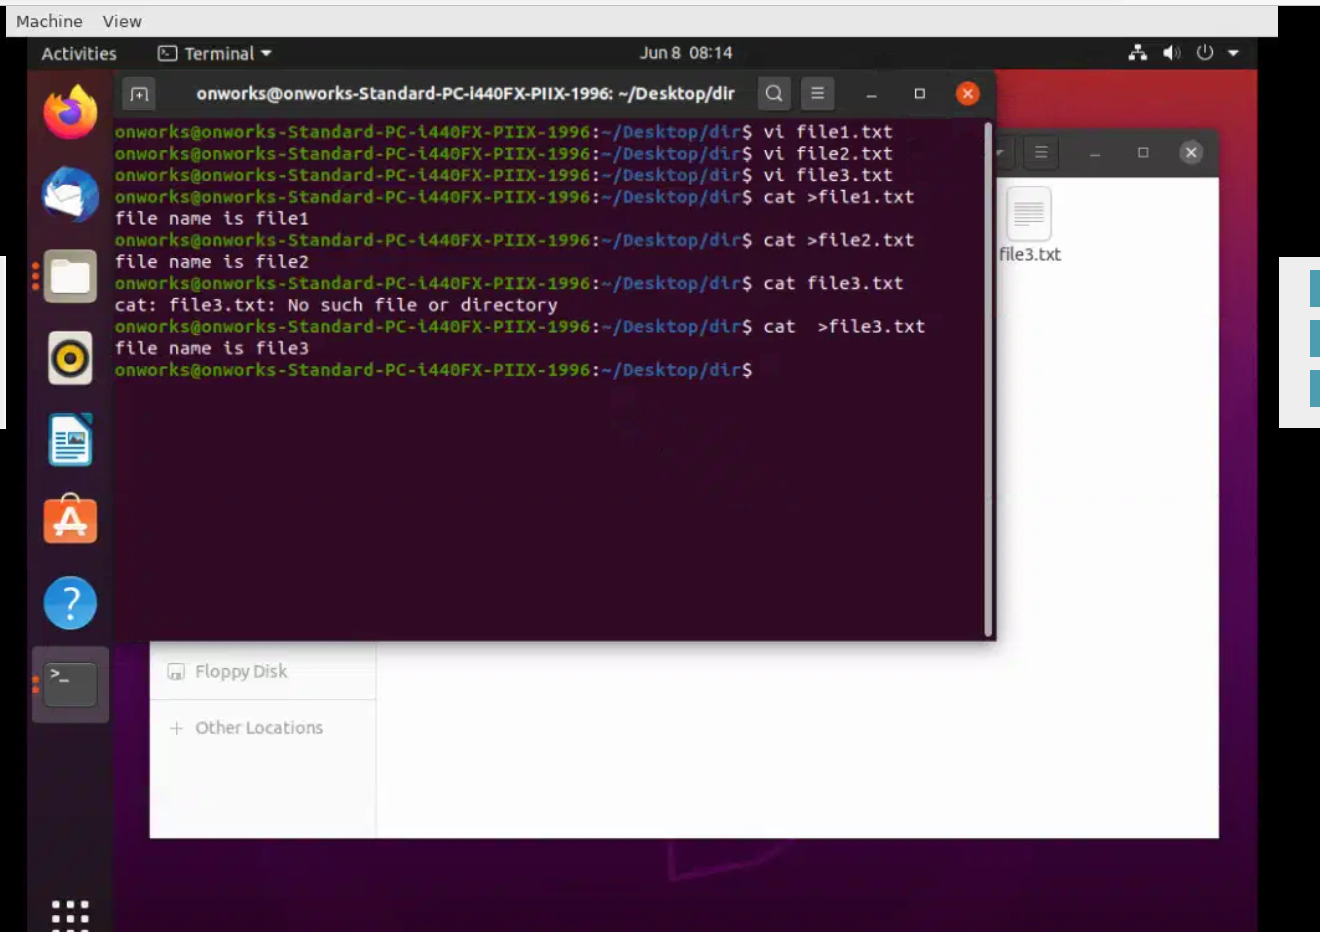 Machine View
Activities Terminal Jun 8 08:14
onworks@onworks-Standard-PC-i440FX-PIIX-1996: ~/Desktop/dir
onworks@onworks-Standard-PC-i440FX-PIIX-1996:~/Desktop/dir$ vi file1.txt
onworks@onworks-Standard-PC-i440FX-PIIX-1996:~/Desktop/dir$ vi file2.txt
onworks@onworks-Standard-PC-i440FX-PIIX-1996:~/Desktop/dir$ vi file3.txt
onworks@onworks-Standard-PC-i440FX-PIIX-1996:~/Desktop/dir$ cat >file1.txt
file name is file1
onworks@onworks-Standard-PC-i440FX-PIIX-1996:~/Desktop/dir$ cat >file2.txt
file name is file2
onworks@onworks-Standard-PC-i440FX-PIIX-1996:~/Desktop/dir$ cat file3.txt
cat: file3.txt: No such file or directory
onworks@onworks-Standard-PC-i440FX-PIIX-1996:~/Desktop/dir$ cat  >file3.txt
file name is file3
onworks@onworks-Standard-PC-i440FX-PIIX-1996:~/Desktop/dir$
file3.txt
Floppy Disk
+ Other Locations